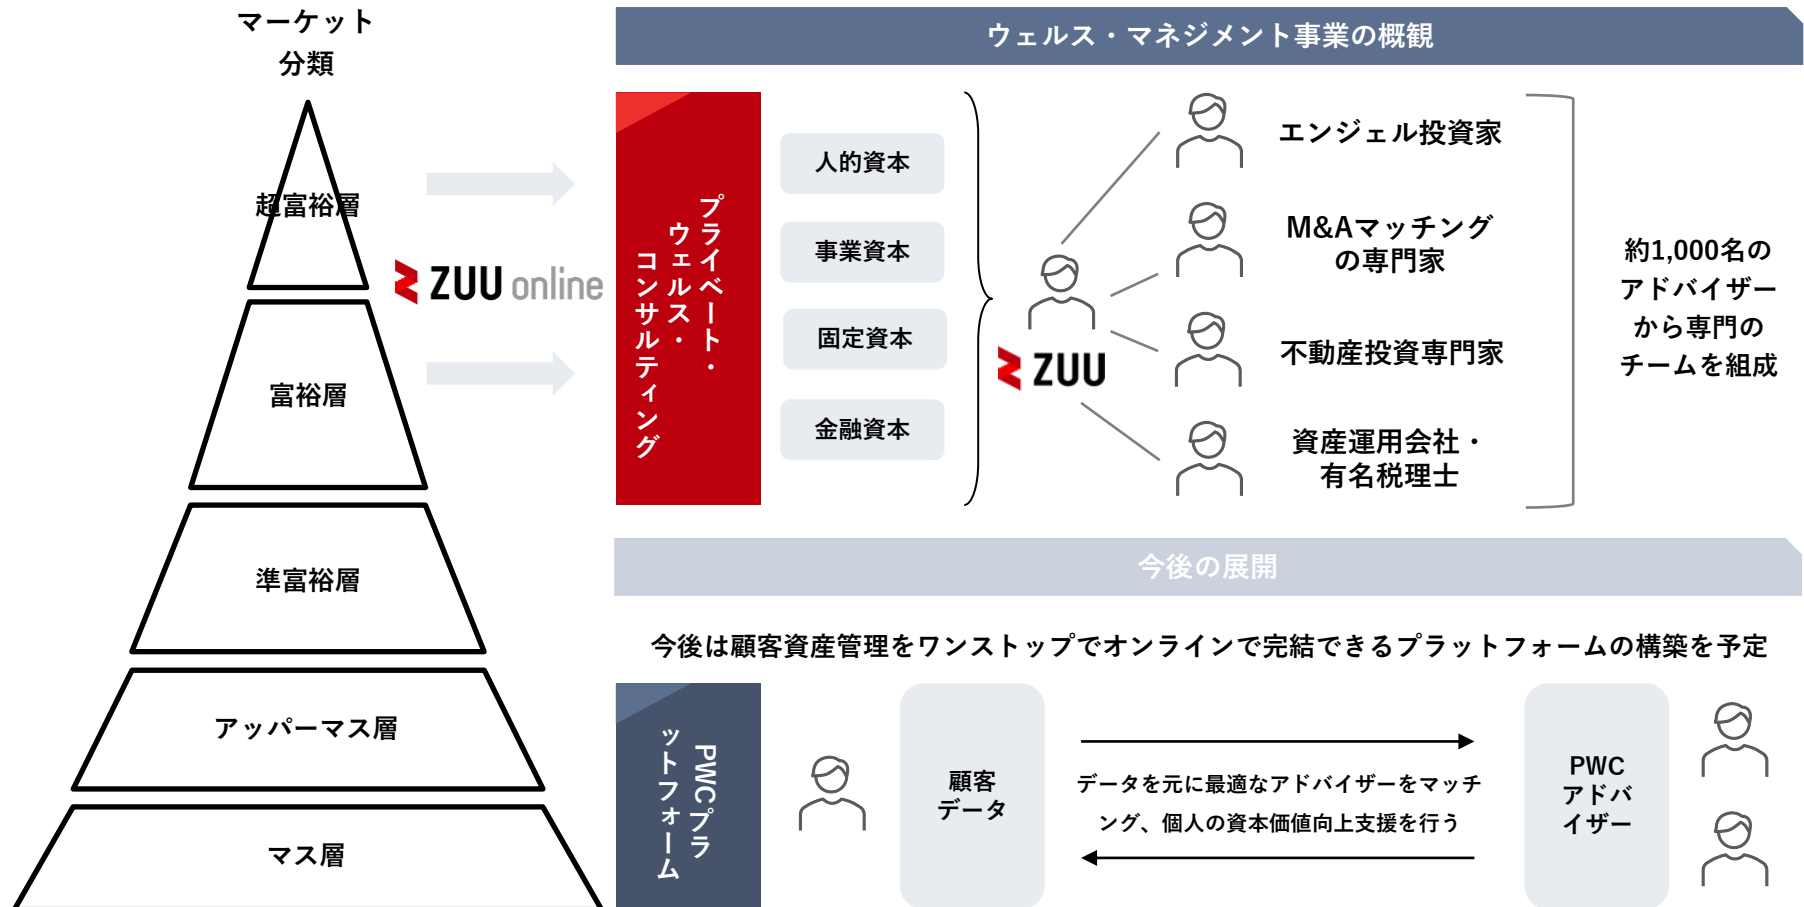 マーケット
分類
超富裕層
ZUU online
富裕層
準富裕層
アッパーマス層
マス層
ウェルス・マネジメント事業の概観
プライベート・
ウェルス・
コンサルティング
人的資本
事業資本
固定資本
金融資本
ZUU
エンジェル投資家
M&Aマッチング
の専門家
不動産投資専門家
資産運用会社・
有名税理士
約1,000名の
アドバイザー
から専門の
チームを組成
今後の展開
今後は顧客資産管理をワンストップでオンラインで完結できるプラットフォームの構築を予定
PWCプラ
ットフォーム
顧客
データ
データを元に最適なアドバイザーをマッチ
ング、個人の資本価値向上支援を行う
PWC
アドバ
イザー